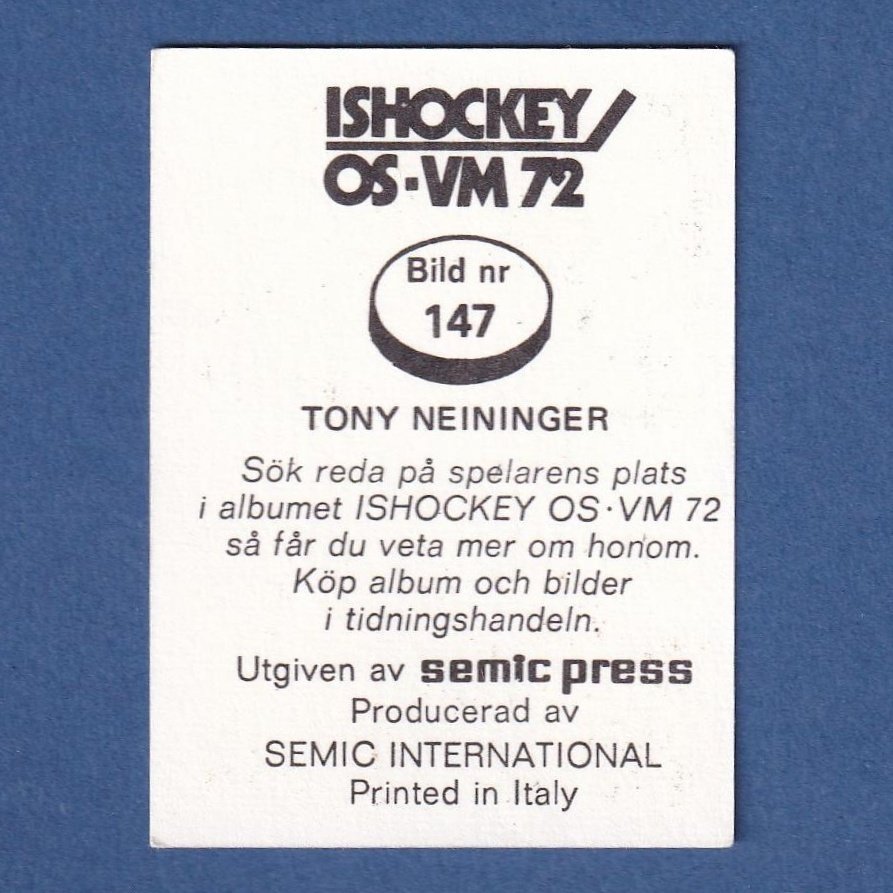 ISHOCKEY
OS·VM 72
Bild nr
147
TONY NEININGER
Sök reda på spelarens plats
i albumet ISHOCKEY OS·VM 72
så får du veta mer om honom.
Köp album och bilder
i tidningshandeln.
Utgiven av semic press
Producerad av
SEMIC INTERNATIONAL
Printed in Italy